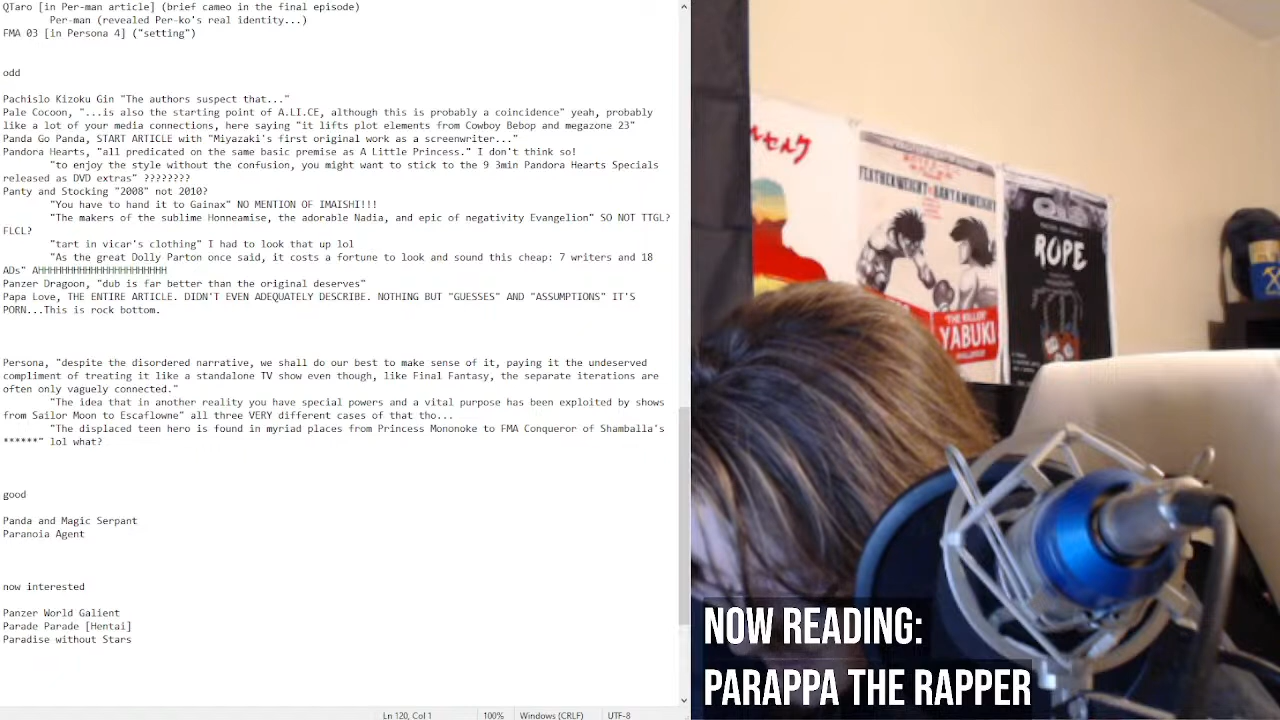 QTaro [in Per-man article] (brief cameo in the final episode)
Per-man (revealed Per-ko's real identity...)
FMA 03 [in Persona 4] ("setting")
odd
Pachislo Kizoku Gin "The authors suspect that..."
Pale Cocoon, "...is also the starting point of A.LI.CE, although this is probably a coincidence" yeah, probably
like a lot of your media connections, here saying "it lifts plot elements from Cowboy Bebop and megazone 23"
Panda Go Panda, START ARTICLE with "Miyazaki's first original work as a screenwriter..."
Pandora Hearts, "all predicated on the same basic premise as A Little Princess." I don't think so!
"to enjoy the style without the confusion, you might want to stick to the 9 3min Pandora Hearts Specials
released as DVD extras" ????????
Panty and Stocking "2008" not 2010?
"You have to hand it to Gainax" NO MENTION OF IMAISHI!!!
"The makers of the sublime Honneamise, the adorable Nadia, and epic of negativity Evangelion" SO NOT TTGL?
FLCL?
"tart in vicar's clothing" I had to look that up lol
"As the great Dolly Parton once said, it costs a fortune to look and sound this cheap: 7 writers and 18
ADs" AHHHHHHHHHHHHHHHHHHHHHH
Panzer Dragoon, "dub is far better than the original deserves"
Papa Love, THE ENTIRE ARTICLE. DIDN'T EVEN ADEQUATELY DESCRIBE. NOTHING BUT "GUESSES" AND "ASSUMPTIONS" IT'S
PORN...This is rock bottom.
Persona, "despite the disordered narrative, we shall do our best to make sense of it, paying it the undeserved
compliment of treating it like a standalone TV show even though, like Final Fantasy, the separate iterations are
often only vaguely connected."
"The idea that in another reality you have special powers and a vital purpose has been exploited by shows
from Sailor Moon to Escaflowne" all three VERY different cases of that tho...
"The displaced teen hero is found in myriad places from Princess Mononoke to FMA Conqueror of Shamballa's
******" lol what?
good
Panda and Magic Serpant
Paranoia Agent
now interested
Panzer World Galient
Parade Parade [Hentai]
Paradise without Stars
Ln 120, Col 1
100%
Windows (CRLF)
UTF-8
FEATHERWEIGHT
BANTAMWEIGHT
"THE KILLER"
YABUKI
ROPE
NOW READING:
PARAPPA THE RAPPER